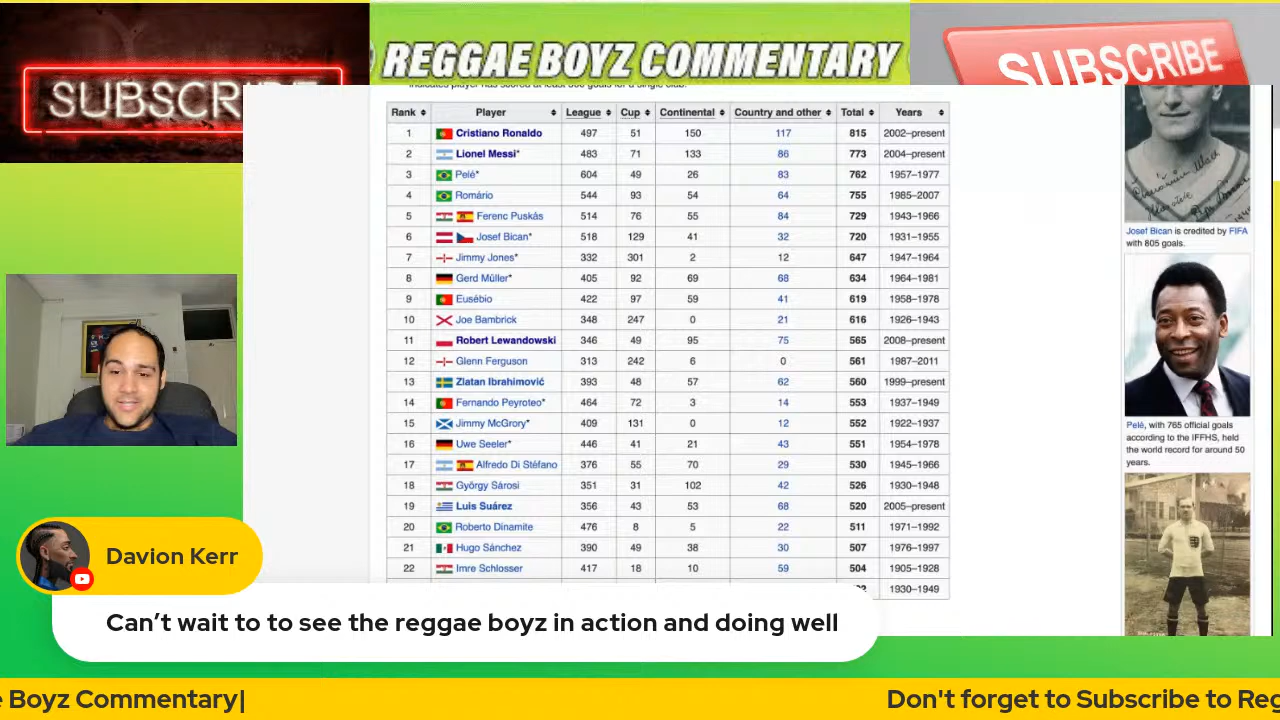 SUBSCR
REGGAE BOYZ COMMENTARY
SUBSCRIBE
Rank Player League Cup Continental Country and other Total Years
1 Cristiano Ronaldo 497 51 150 117 815 2002–present
2 Lionel Messi* 483 71 133 86 773 2004–present
3 Pelé* 604 49 26 83 762 1957–1977
4 Romário 544 93 54 64 755 1985–2007
5 Ferenc Puskás 514 76 55 84 729 1943–1966
6 Josef Bican* 518 129 41 32 720 1931–1955
7 Jimmy Jones* 332 301 2 12 647 1947–1964
8 Gerd Müller* 405 92 69 68 634 1964–1981
9 Eusébio 422 97 59 41 619 1958–1978
10 Joe Bambrick 348 247 0 21 616 1926–1943
11 Robert Lewandowski 346 49 95 75 565 2008–present
12 Glenn Ferguson 313 242 6 0 561 1987–2011
13 Zlatan Ibrahimović 393 48 57 62 560 1999–present
14 Fernando Peyroteo* 464 72 3 14 553 1937–1949
15 Jimmy McGrory* 409 131 0 12 552 1922–1937
16 Uwe Seeler* 446 41 21 43 551 1954–1978
17 Alfredo Di Stéfano 376 55 70 29 530 1945–1966
18 György Sárosi 351 31 102 42 526 1930–1948
19 Luis Suárez 356 43 53 68 520 2005–present
20 Roberto Dinamite 476 8 5 22 511 1971–1992
21 Hugo Sánchez 390 49 38 30 507 1976–1997
22 Imre Schlosser 417 18 10 59 504 1905–1928
1930–1949
Josef Bican is credited by FIFA
with 805 goals.
Pelé, with 765 official goals
according to the IFFHS, held
the world record for around 50
years.
Davion Kerr
Can’t wait to to see the reggae boyz in action and doing well
e Boyz Commentary|
Don't forget to Subscribe to Reg